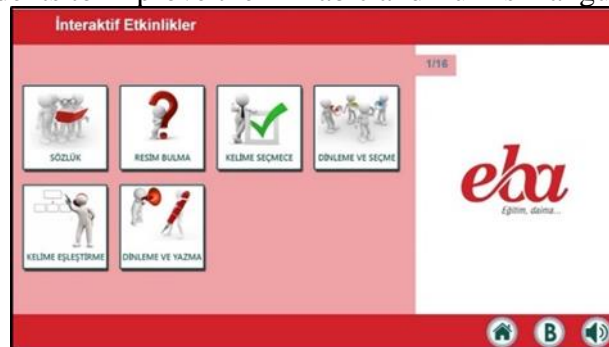 İnteraktif Etkinlikler
1/16
SÖZLÜK
RESİM BULMA
KELİME SEÇMECE
DİNLEME VE SEÇME
KELİME EŞLEŞTİRME
DİNLEME VE YAZMA
eba
Eğitim, daima...
B